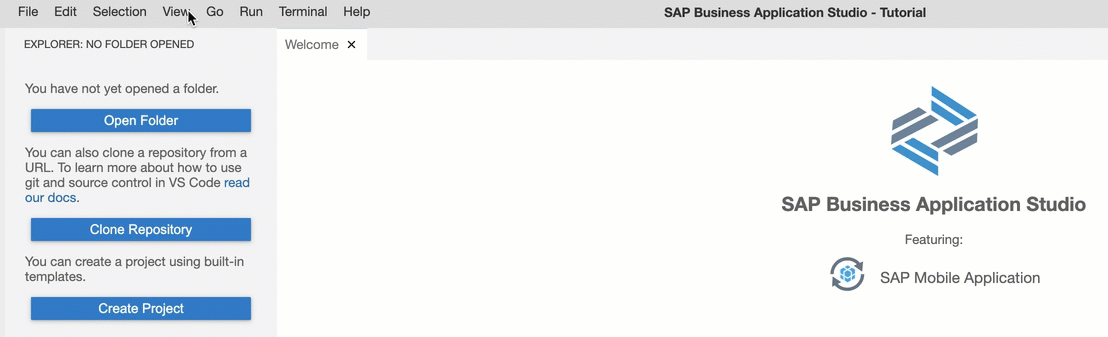 File Edit Selection View Go Run Terminal Help SAP Business Application Studio - Tutorial
EXPLORER: NO FOLDER OPENED
Welcome ×
You have not yet opened a folder.
Open Folder
You can also clone a repository from a
URL. To learn more about how to use
git and source control in VS Code read
our docs.
Clone Repository
You can create a project using built-in
templates.
Create Project
SAP Business Application Studio
Featuring:
SAP Mobile Application